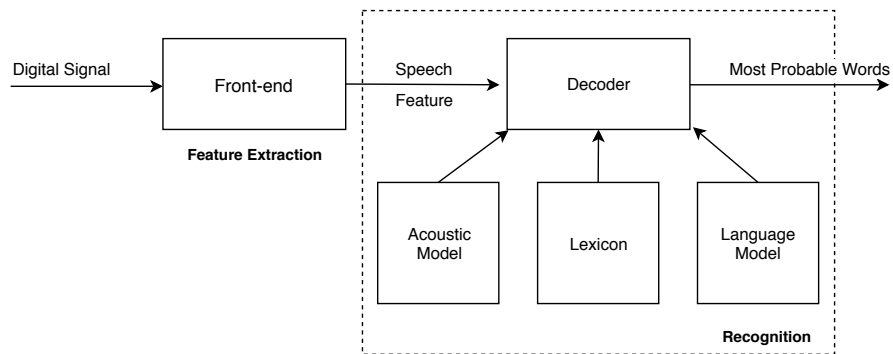 Digital Signal
Front-end
Feature Extraction
Speech
Feature
Decoder
Most Probable Words
Acoustic
Model
Lexicon
Language
Model
Recognition